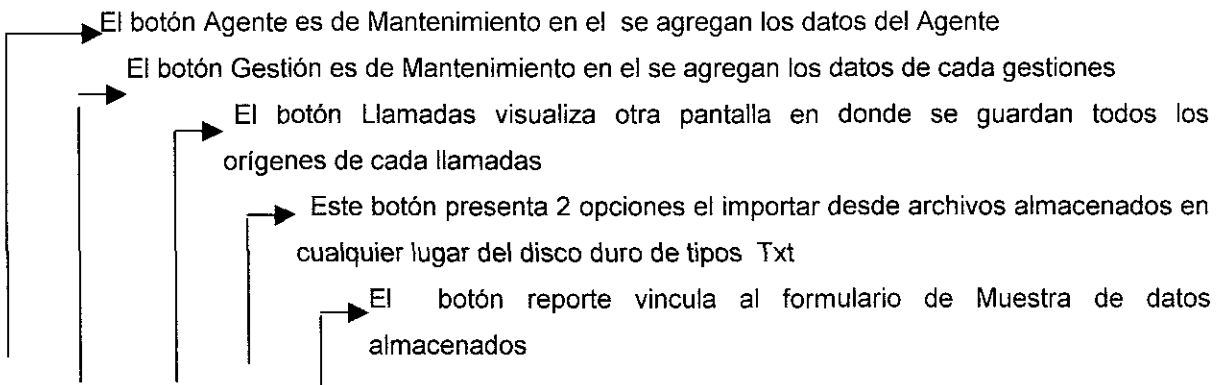 El botón Agente es de Mantenimiento en el se agregan los datos del Agente
El botón Gestión es de Mantenimiento en el se agregan los datos de cada gestiones
El botón Llamadas visualiza otra pantalla en donde se guardan todos los
orígenes de cada llamadas
Este botón presenta 2 opciones el importar desde archivos almacenados en
cualquier lugar del disco duro de tipos Txt
El botón reporte vincula al formulario de Muestra de datos
almacenados